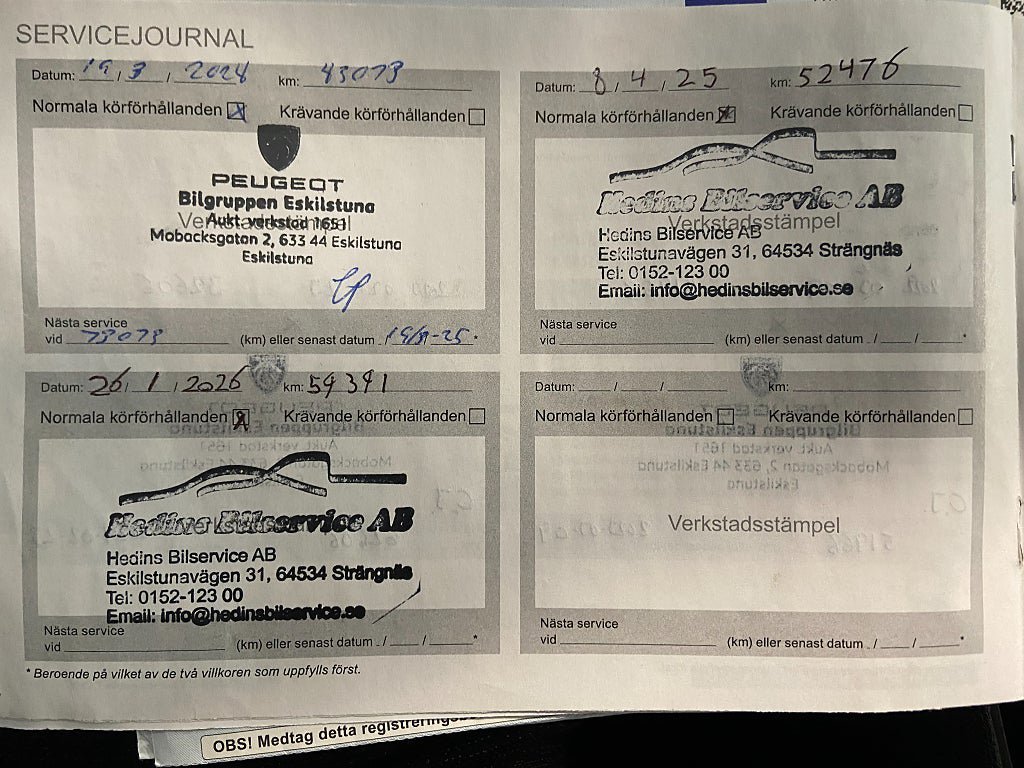 SERVICEJOURNAL
Datum: 19 / 3 / 2024 km: 43073
Normala körförhållanden Krävande körförhållanden
PEUGEOT
Bilgruppen Eskilstuna
Verkstadsstämpel
Aukt. verkstad 1651
Mobacksgatan 2, 633 44 Eskilstuna
Eskilstuna
Nästa service
vid 73073 (km) eller senast datum 19/3-25 *
Datum: 8 / 4 / 25 km: 52476
Normala körförhållanden Krävande körförhållanden
Hedins Bilservice AB
Verkstadsstämpel
Hedins Bilservice AB
Eskilstunavägen 31, 64534 Strängnäs
Tel: 0152-123 00
Email: info@hedinsbilservice.se
Nästa service
vid (km) eller senast datum / / *
Datum: 26 / 1 / 2026 km: 59391
Normala körförhållanden Krävande körförhållanden
Hedins Bilservice AB
Hedins Bilservice AB
Eskilstunavägen 31, 64534 Strängnäs
Tel: 0152-123 00
Email: info@hedinsbilservice.se
Nästa service
vid (km) eller senast datum / / *
Datum: / / km:
Normala körförhållanden Krävande körförhållanden
Verkstadsstämpel
Nästa service
vid (km) eller senast datum / / *
* Beroende på vilket av de två villkoren som uppfylls först.
OBS! Medtag detta